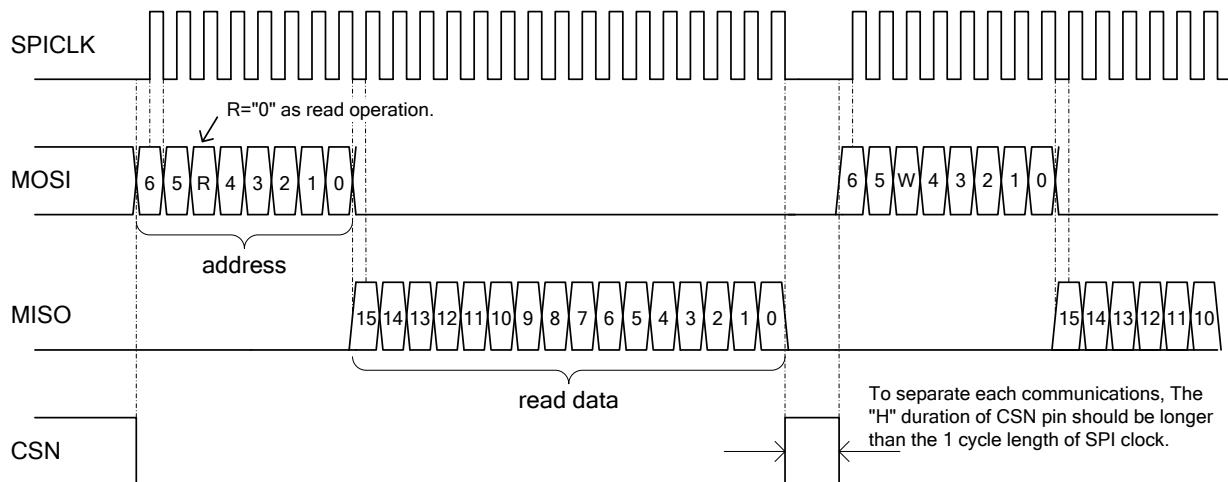 SPICLK
R="0" as read operation.
MOSI
6 5 R 4 3 2 1 0
6 5 W 4 3 2 1 0
address
MISO
15 14 13 12 11 10 9 8 7 6 5 4 3 2 1 0
15 14 13 12 11 10
read data
To separate each communications, The
"H" duration of CSN pin should be longer
than the 1 cycle length of SPI clock.
CSN